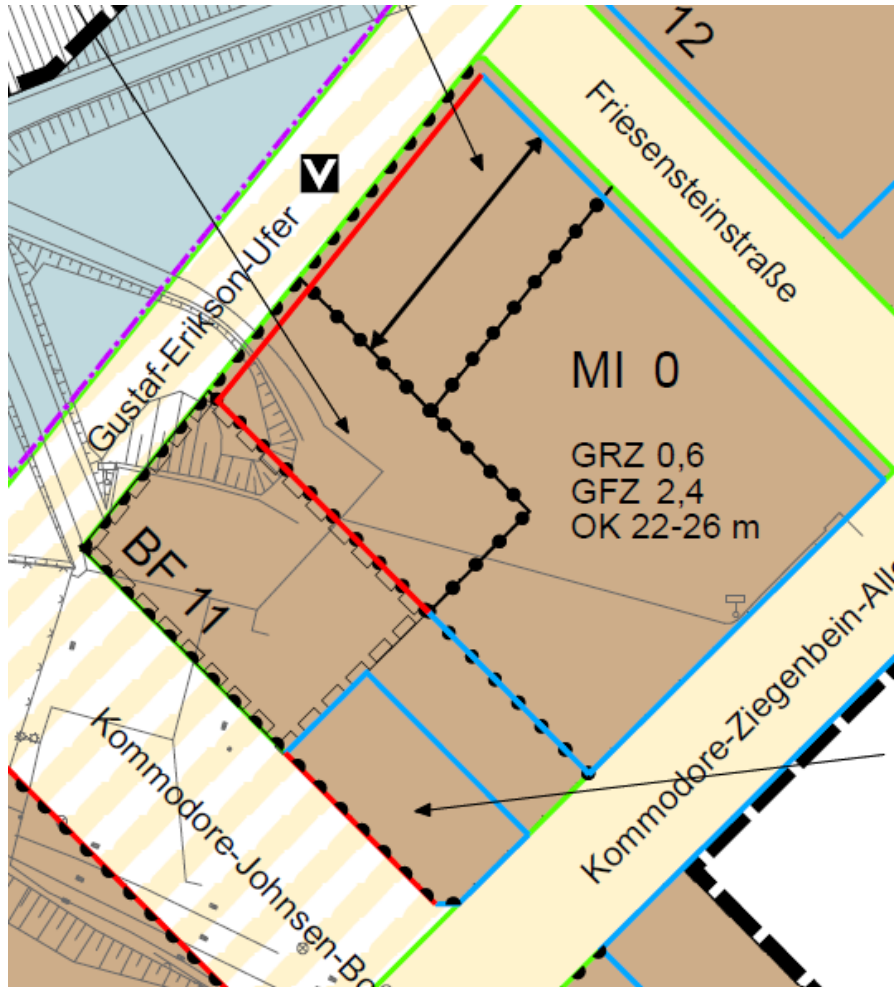 12
Friesensteinstraße
V
Gustaf-Erikson-Ufer
MI 0
GRZ 0,6
GFZ 2,4
OK 22-26 m
BF 11
Kommodore-Ziegenbein-Alle
Kommodore-Johnsen-Bo